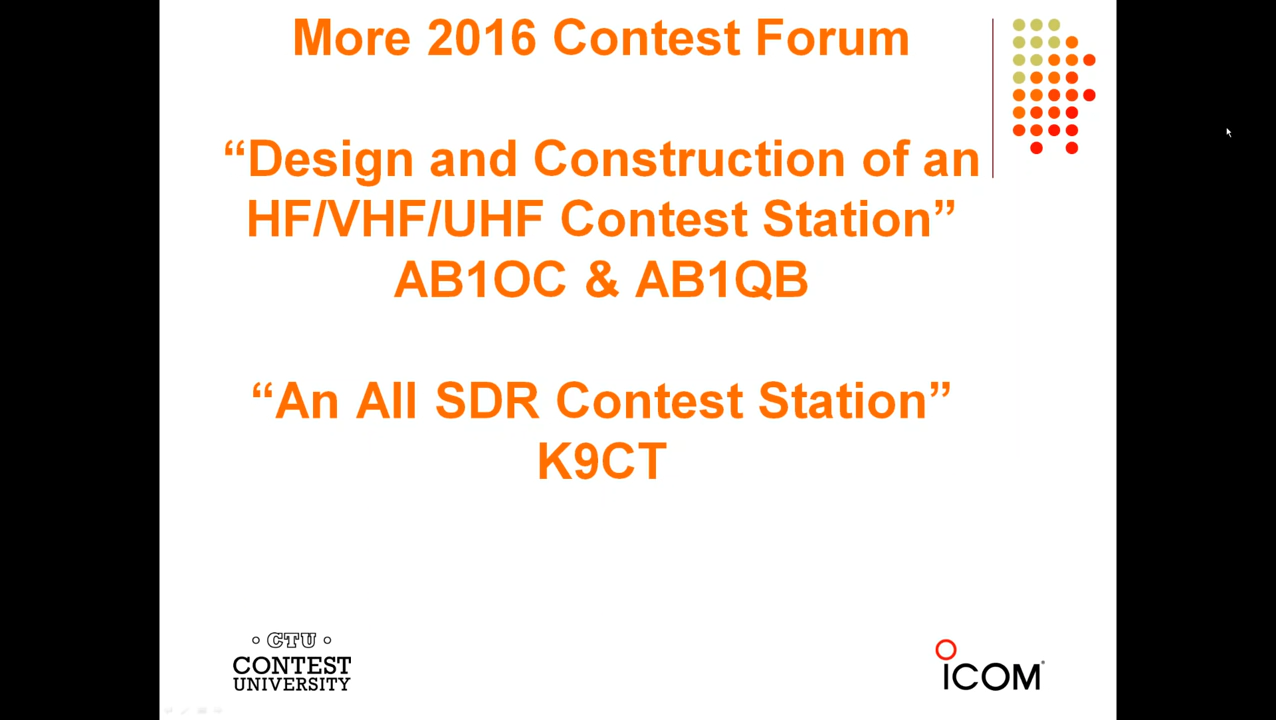 More 2016 Contest Forum
“Design and Construction of an
HF/VHF/UHF Contest Station”
AB1OC & AB1QB
“An All SDR Contest Station”
K9CT
CTU
CONTEST
UNIVERSITY
ICOM